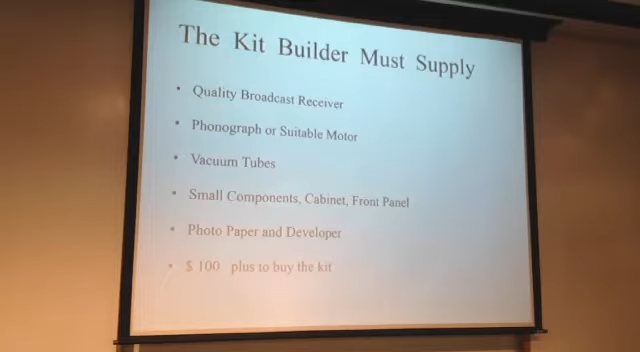 The Kit Builder Must Supply
• Quality Broadcast Receiver
• Phonograph or Suitable Motor
• Vacuum Tubes
• Small Components, Cabinet, Front Panel
• Photo Paper and Developer
• $ 100 plus to buy the kit